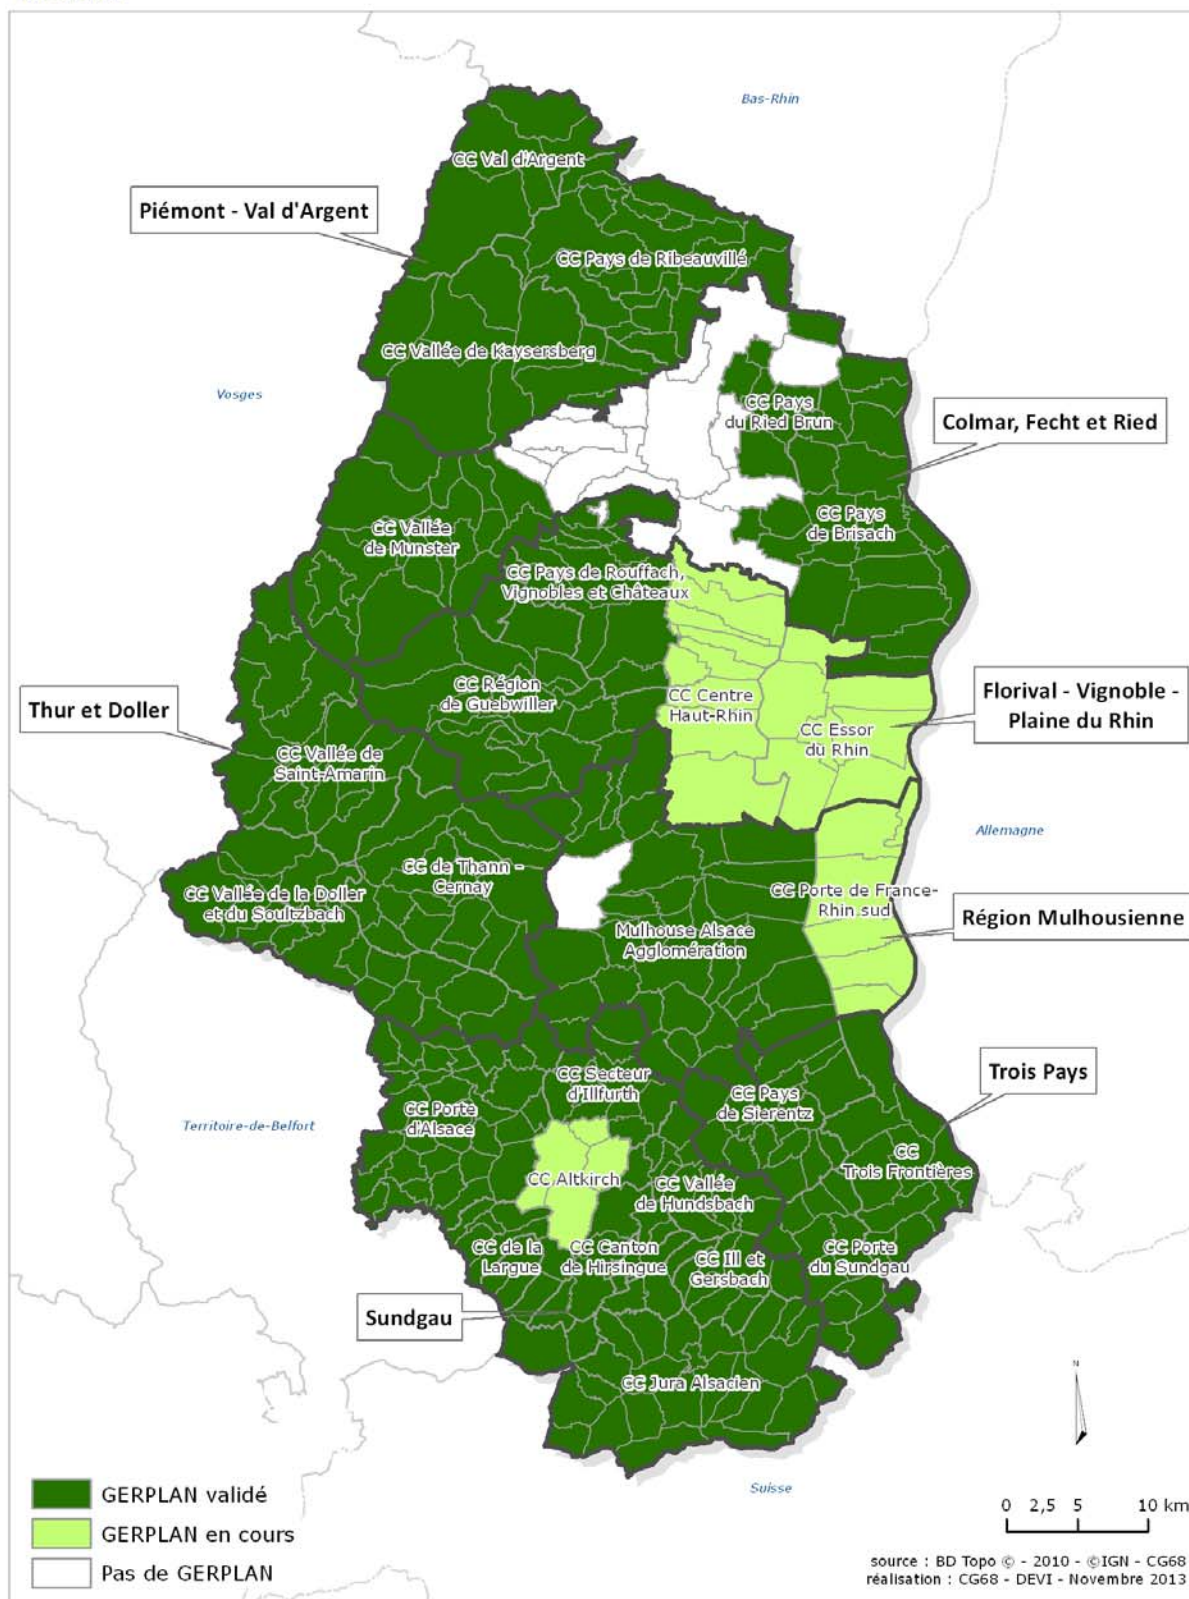 Bas-Rhin
CC Val d'Argent
Piémont - Val d'Argent
CC Pays de Ribeauvillé
CC Vallée de Kaysersberg
Vosges
CC Pays
du Ried Brun
Colmar, Fecht et Ried
CC Vallée
de Munster
CC Pays
de Brisach
CC Pays de Rouffach,
Vignobles et Châteaux
CC Région
de Guebwiller
CC Centre
Haut-Rhin
Florival - Vignoble -
Plaine du Rhin
Thur et Doller
CC Essor
du Rhin
CC Vallée de
Saint-Amarin
Allemagne
CC de Thann -
Cernay
CC Vallée de la Doller
et du Soultzbach
CC Porte de France-
Rhin sud
Région Mulhousienne
Mulhouse Alsace
Agglomération
CC Secteur
d'Illfurth
Trois Pays
CC Pays
de Sierentz
CC Porte
d'Alsace
Territoire-de-Belfort
CC
Trois Frontières
CC Altkirch
CC Vallée
de Hundsbach
CC de la
Largue
CC Canton
de Hirsingue
CC Ill et
Gersbach
CC Porte
du Sundgau
Sundgau
CC Jura Alsacien
N
Suisse
GERPLAN validé
GERPLAN en cours
Pas de GERPLAN
0 2,5 5 10 km
source : BD Topo © - 2010 - ©IGN - CG68
réalisation : CG68 - DEVI - Novembre 2013